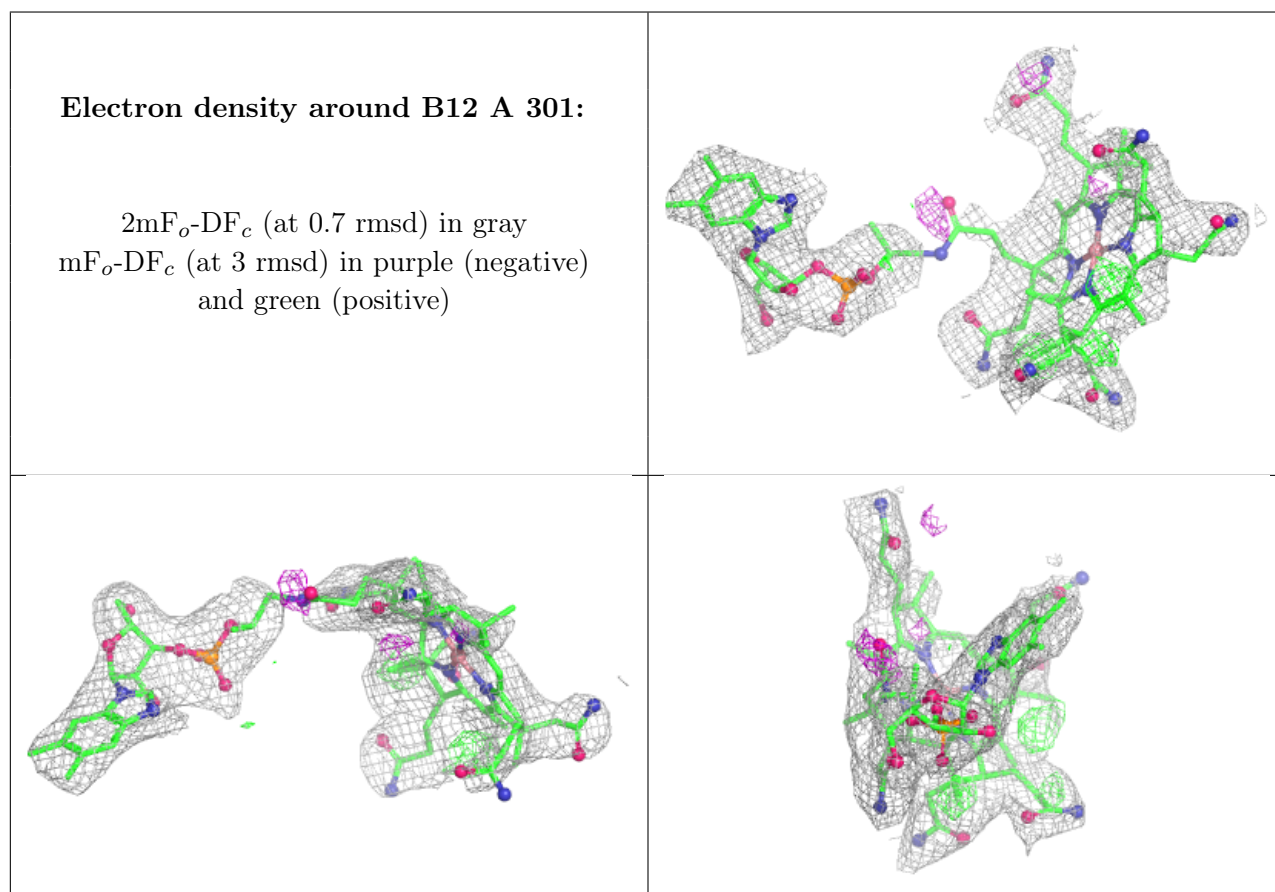 Electron density around B12 A 301:
2mFₒ-DF𝒸 (at 0.7 rmsd) in gray
mFₒ-DF𝒸 (at 3 rmsd) in purple (negative)
and green (positive)